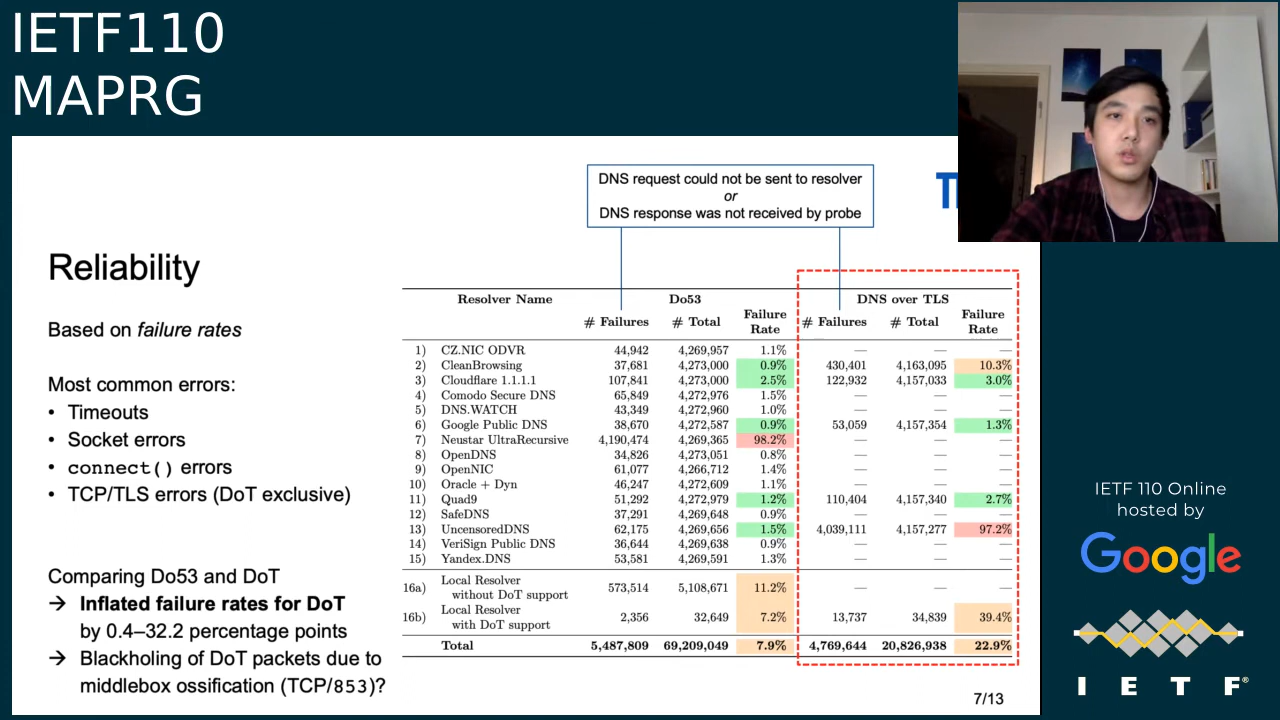 IETF110
MAPRG
DNS request could not be sent to resolver
or
DNS response was not received by probe
Reliability
Based on failure rates
Most common errors:
• Timeouts
• Socket errors
• connect() errors
• TCP/TLS errors (DoT exclusive)
Comparing Do53 and DoT
→ Inflated failure rates for DoT
by 0.4–32.2 percentage points
→ Blackholing of DoT packets due to
middlebox ossification (TCP/853)?
Resolver Name Do53 DNS over TLS
# Failures # Total Failure Rate # Failures # Total Failure Rate
1) CZ.NIC ODVR 44,942 4,269,957 1.1% — — —
2) CleanBrowsing 37,681 4,273,000 0.9% 430,401 4,163,095 10.3%
3) Cloudflare 1.1.1.1 107,841 4,273,000 2.5% 122,932 4,157,033 3.0%
4) Comodo Secure DNS 65,849 4,272,976 1.5% — — —
5) DNS.WATCH 43,349 4,272,960 1.0% — — —
6) Google Public DNS 38,670 4,272,587 0.9% 53,059 4,157,354 1.3%
7) Neustar UltraRecursive 4,190,474 4,269,365 98.2% — — —
8) OpenDNS 34,826 4,273,051 0.8% — — —
9) OpenNIC 61,077 4,266,712 1.4% — — —
10) Oracle + Dyn 46,247 4,272,609 1.1% — — —
11) Quad9 51,292 4,272,979 1.2% 110,404 4,157,340 2.7%
12) SafeDNS 37,291 4,269,648 0.9% — — —
13) UncensoredDNS 62,175 4,269,656 1.5% 4,039,111 4,157,277 97.2%
14) VeriSign Public DNS 36,644 4,269,638 0.9% — — —
15) Yandex.DNS 53,581 4,269,591 1.3% — — —
16a) Local Resolver
without DoT support 573,514 5,108,671 11.2% — — —
16b) Local Resolver
with DoT support 2,356 32,649 7.2% 13,737 34,839 39.4%
Total 5,487,809 69,209,049 7.9% 4,769,644 20,826,938 22.9%
7/13
IETF 110 Online
hosted by
Google
I E T F®